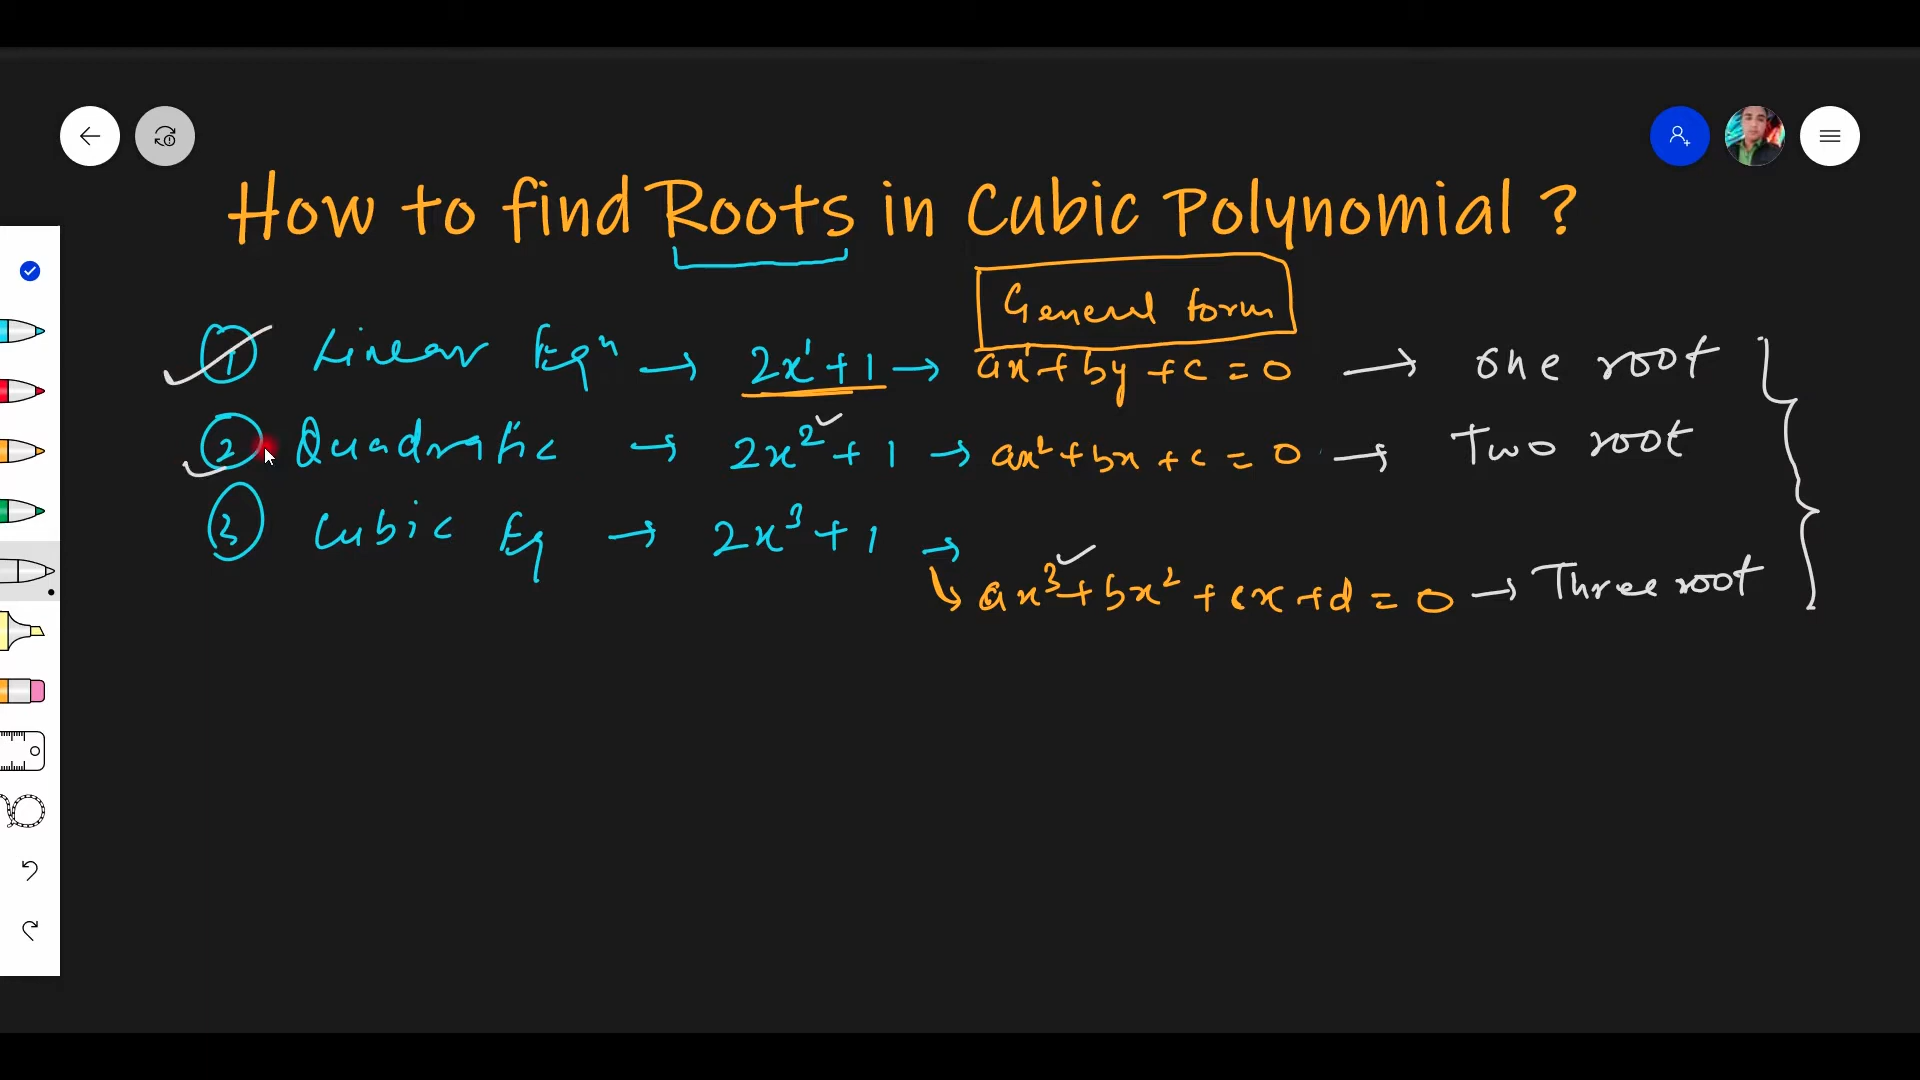 How to find Roots in Cubic Polynomial ?
General form
① Linear Eqⁿ → 2x¹+1 → ax¹+by+c=0 → one root
② Quadratic → 2x²+1 → ax²+bx+c=0 → Two root
③ Cubic Eq → 2x³+1 →
↳ ax³+bx²+cx+d=0 → Three root